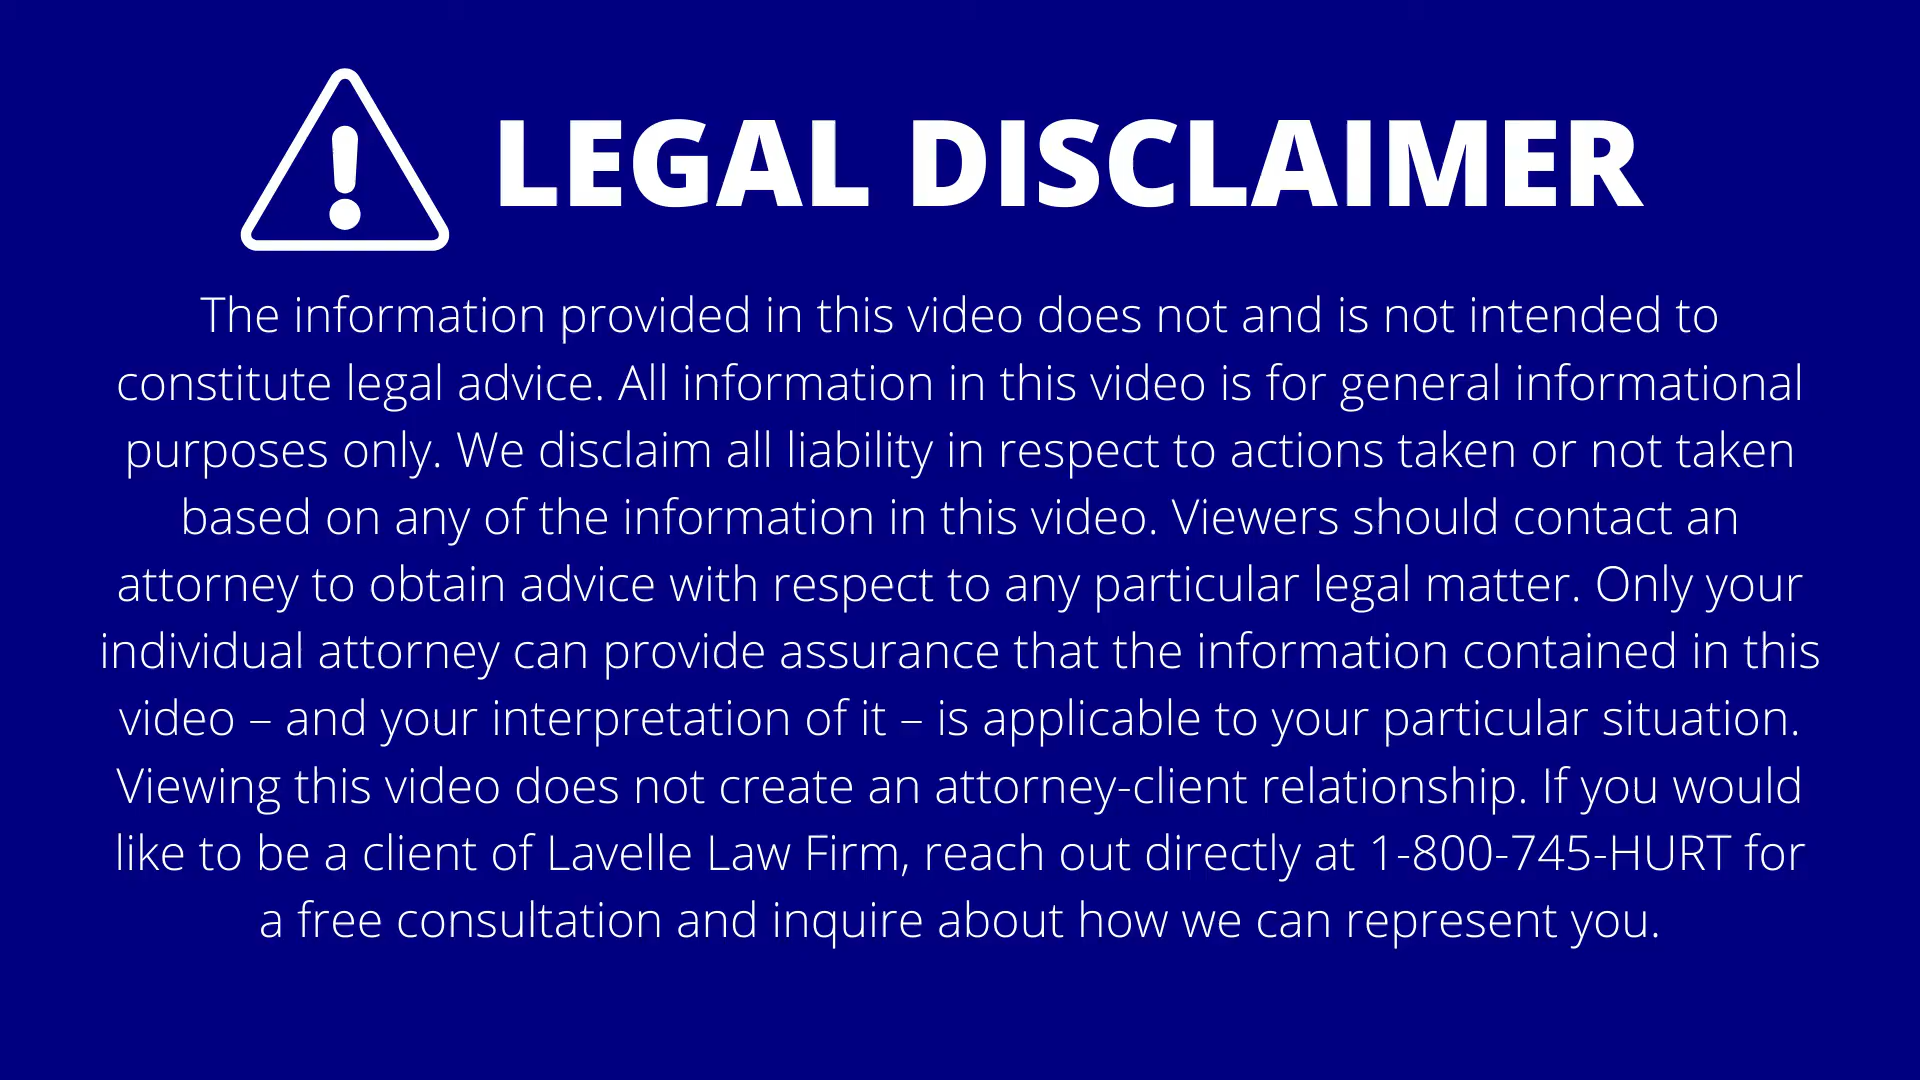 LEGAL DISCLAIMER
The information provided in this video does not and is not intended to
constitute legal advice. All information in this video is for general informational
purposes only. We disclaim all liability in respect to actions taken or not taken
based on any of the information in this video. Viewers should contact an
attorney to obtain advice with respect to any particular legal matter. Only your
individual attorney can provide assurance that the information contained in this
video – and your interpretation of it – is applicable to your particular situation.
Viewing this video does not create an attorney-client relationship. If you would
like to be a client of Lavelle Law Firm, reach out directly at 1-800-745-HURT for
a free consultation and inquire about how we can represent you.